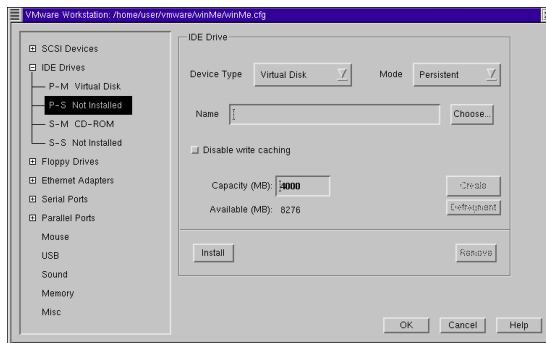 VMware Workstation: /home/user/vmware/winMe/winMe.cfg
SCSI Devices
IDE Drives
P-M Virtual Disk
P-S Not Installed
S-M CD-ROM
S-S Not Installed
Floppy Drives
Ethernet Adapters
Serial Ports
Parallel Ports
Mouse
USB
Sound
Memory
Misc
IDE Drive
Device Type Virtual Disk Mode Persistent
Name Choose...
Disable write caching
Capacity (MB): 4000 Create
Available (MB): 8276 Defragment
Install Remove
OK Cancel Help